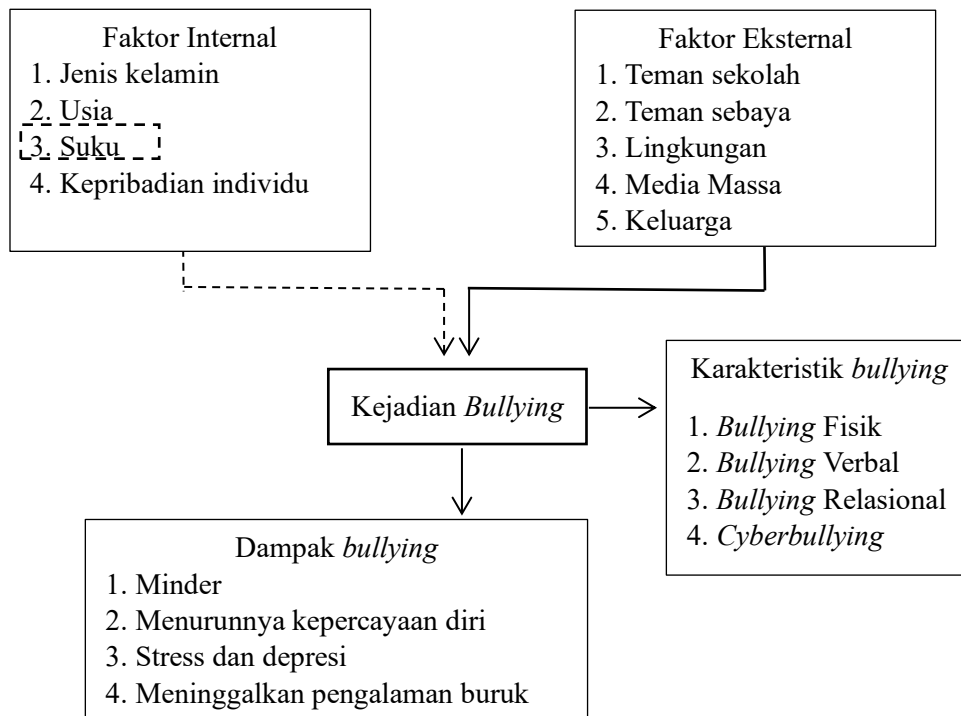 Faktor Internal
1. Jenis kelamin
2. Usia
3. Suku
4. Kepribadian individu
Faktor Eksternal
1. Teman sekolah
2. Teman sebaya
3. Lingkungan
4. Media Massa
5. Keluarga
Kejadian Bullying
Karakteristik bullying
1. Bullying Fisik
2. Bullying Verbal
3. Bullying Relasional
4. Cyberbullying
Dampak bullying
1. Minder
2. Menurunnya kepercayaan diri
3. Stress dan depresi
4. Meninggalkan pengalaman buruk